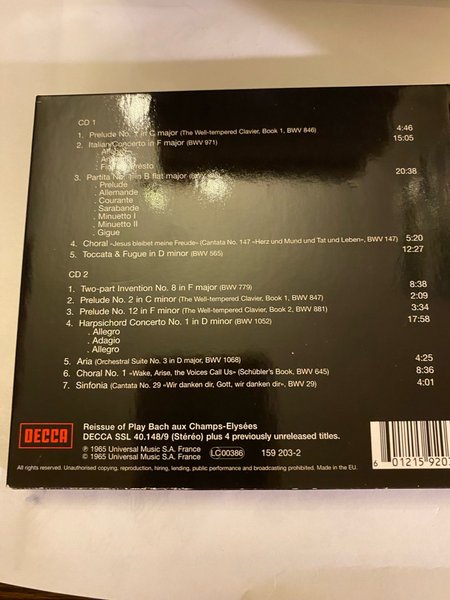 CD 1
1. Prelude No. 1 in C major (The Well-tempered Clavier, Book 1, BWV 846) 4:46
2. Italian Concerto in F major (BWV 971) 15:05
3. Partita No. 1 in B flat major 20:38
. Prelude
. Allemande
. Courante
. Sarabande
. Minuetto I
. Minuetto II
. Gigue
4. Choral «Jesus bleibet meine Freude» (Cantata No. 147 «Herz und Mund und Tat und Leben», BWV 147) 5:20
5. Toccata & Fugue in D minor (BWV 565) 12:27
CD 2
1. Two-part Invention No. 8 in F major (BWV 779) 8:38
2. Prelude No. 2 in C minor (The Well-tempered Clavier, Book 1, BWV 847) 2:09
3. Prelude No. 12 in F minor (The Well-tempered Clavier, Book 2, BWV 881) 3:34
4. Harpsichord Concerto No. 1 in D minor (BWV 1052) 17:58
. Allegro
. Adagio
. Allegro
5. Aria (Orchestral Suite No. 3 in D major, BWV 1068) 4:25
6. Choral No. 1 «Wake, Arise, the Voices Call Us» (Schübler's Book, BWV 645) 8:36
7. Sinfonia (Cantata No. 29 «Wir danken dir, Gott, wir danken dir», BWV 29) 4:01
DECCA
Reissue of Play Bach aux Champs-Elysées
DECCA SSL 40.148/9 (Stéréo) plus 4 previously unreleased titles.
℗ 1965 Universal Music S.A. France
© 1965 Universal Music S.A. France
LC00386
159 203-2
All rights reserved. Unauthorised copying, reproduction, hiring, lending, public performance and broadcasting prohibited. Made in the EU.
6 01215 9203